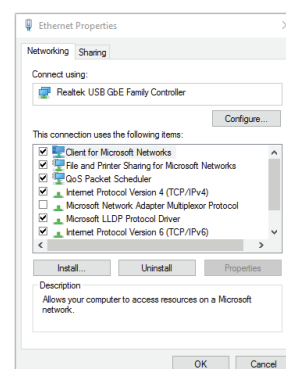 Ethernet Properties
Networking Sharing
Connect using:
Realtek USB GbE Family Controller
Configure...
This connection uses the following items:
Client for Microsoft Networks
File and Printer Sharing for Microsoft Networks
QoS Packet Scheduler
Internet Protocol Version 4 (TCP/IPv4)
Microsoft Network Adapter Multiplexor Protocol
Microsoft LLDP Protocol Driver
Internet Protocol Version 6 (TCP/IPv6)
Install... Uninstall Properties
Description
Allows your computer to access resources on a Microsoft
network.
OK Cancel